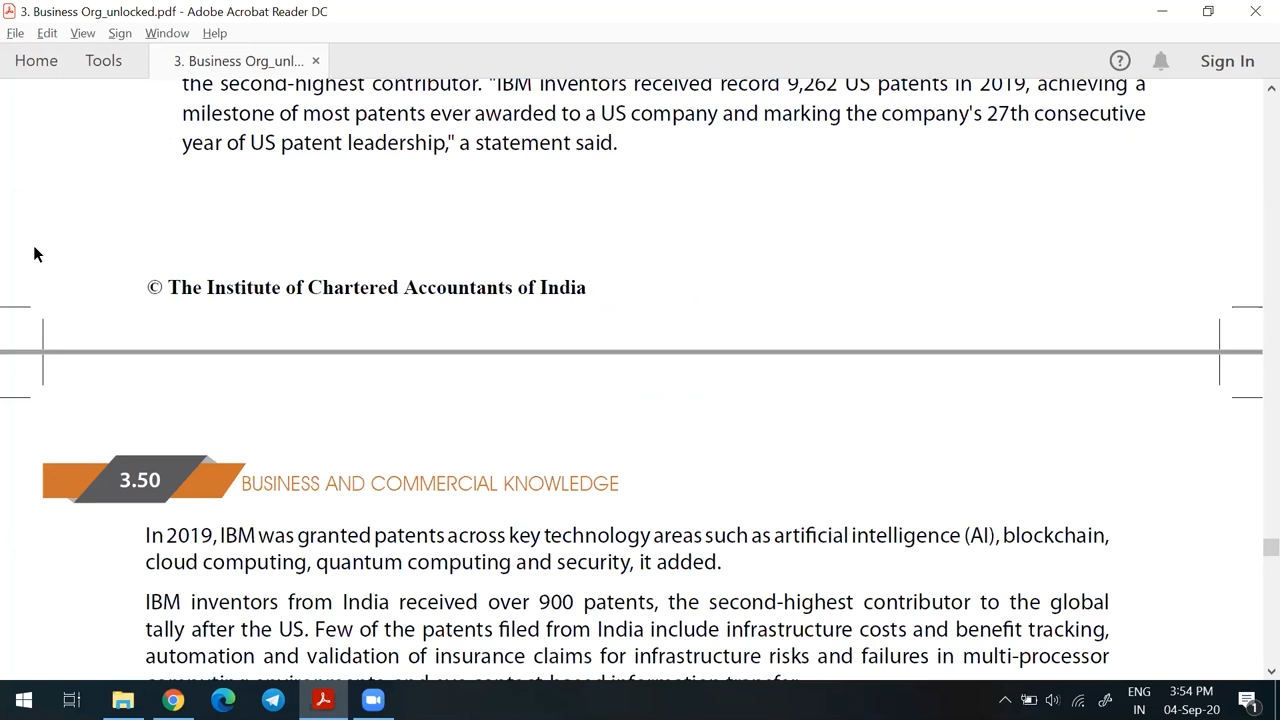 3. Business Org_unlocked.pdf - Adobe Acrobat Reader DC
File Edit View Sign Window Help
Home Tools 3. Business Org_unl... × Sign In
the second-highest contributor. "IBM inventors received record 9,262 US patents in 2019, achieving a
milestone of most patents ever awarded to a US company and marking the company's 27th consecutive
year of US patent leadership," a statement said.
© The Institute of Chartered Accountants of India
3.50 BUSINESS AND COMMERCIAL KNOWLEDGE
In 2019, IBM was granted patents across key technology areas such as artificial intelligence (AI), blockchain,
cloud computing, quantum computing and security, it added.
IBM inventors from India received over 900 patents, the second-highest contributor to the global
tally after the US. Few of the patents filed from India include infrastructure costs and benefit tracking,
automation and validation of insurance claims for infrastructure risks and failures in multi-processor
ENG 3:54 PM
IN 04-Sep-20 1